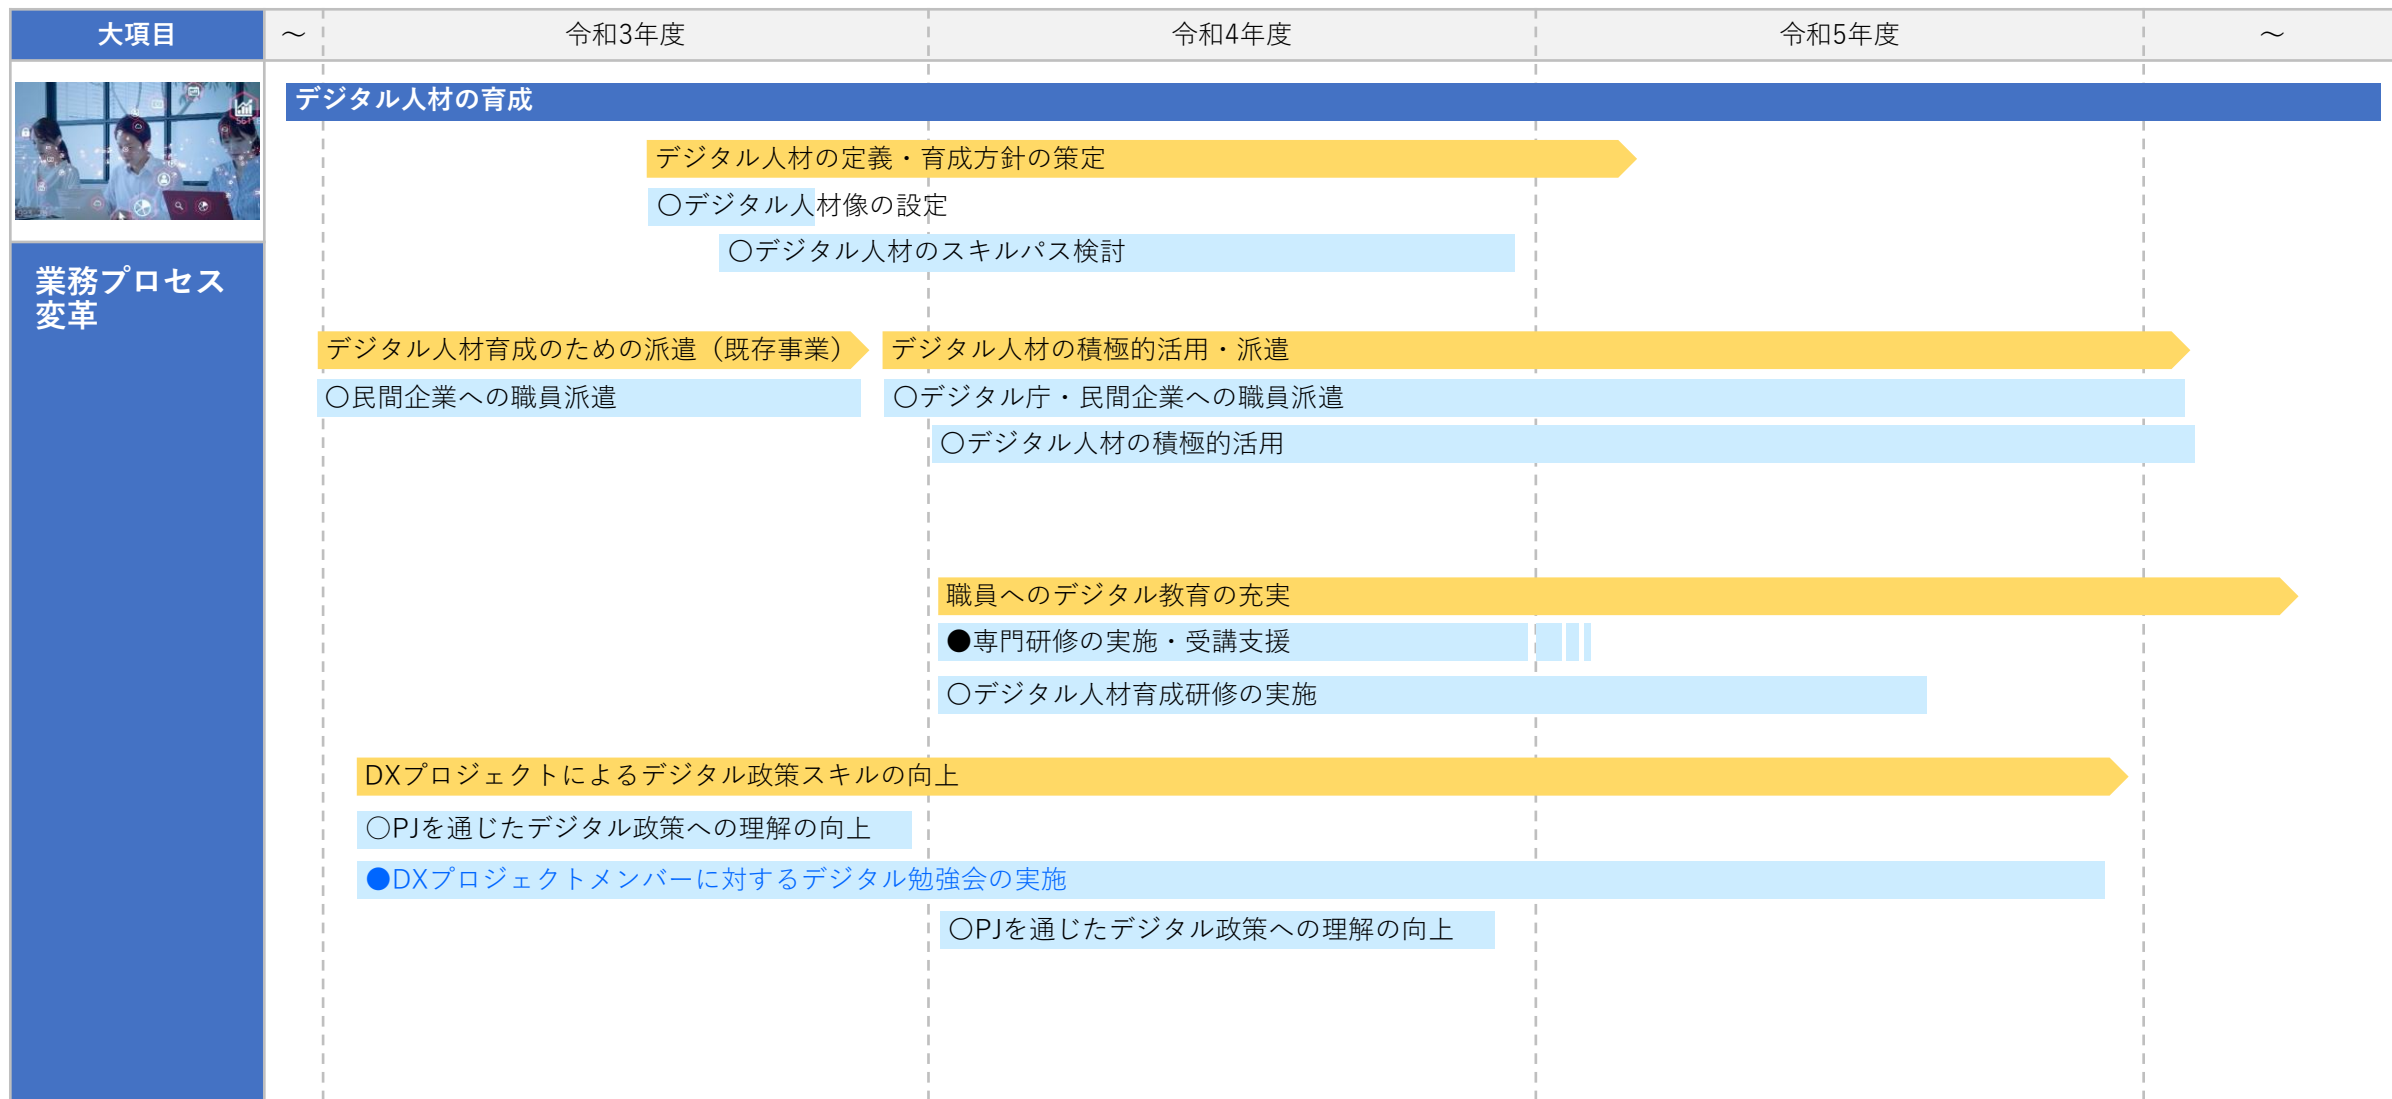 大項目
～
令和3年度
令和4年度
令和5年度
～
デジタル人材の育成
デジタル人材の定義・育成方針の策定
〇デジタル人材像の設定
〇デジタル人材のスキルパス検討
業務プロセス
変革
デジタル人材育成のための派遣（既存事業）
デジタル人材の積極的活用・派遣
〇民間企業への職員派遣
〇デジタル庁・民間企業への職員派遣
〇デジタル人材の積極的活用
職員へのデジタル教育の充実
●専門研修の実施・受講支援
〇デジタル人材育成研修の実施
DXプロジェクトによるデジタル政策スキルの向上
〇PJを通じたデジタル政策への理解の向上
●DXプロジェクトメンバーに対するデジタル勉強会の実施
〇PJを通じたデジタル政策への理解の向上